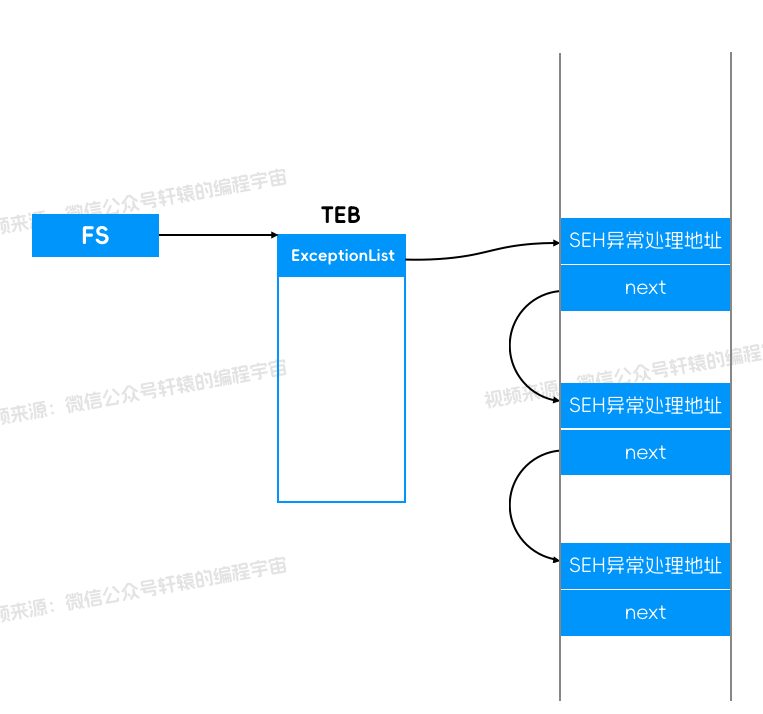 视频来源：微信公众号轩辕的编程宇宙
TEB
FS
ExceptionList
SEH异常处理地址
next
视频来源：微信公众号轩辕的编程
频来源：微信公众号轩辕的编程宇宙
SEH异常处理地址
next
频来源：微信公众号轩辕的编程宇宙
SEH异常处理地址
next